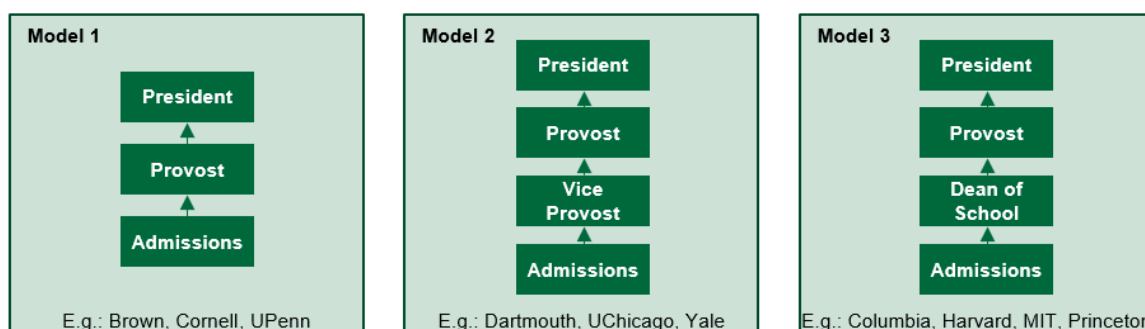 Model 1
President
Provost
Admissions
E.g.: Brown, Cornell, UPenn
Model 2
President
Provost
Vice
Provost
Admissions
E.g.: Dartmouth, UChicago, Yale
Model 3
President
Provost
Dean of
School
Admissions
E.g.: Columbia, Harvard, MIT, Princeto